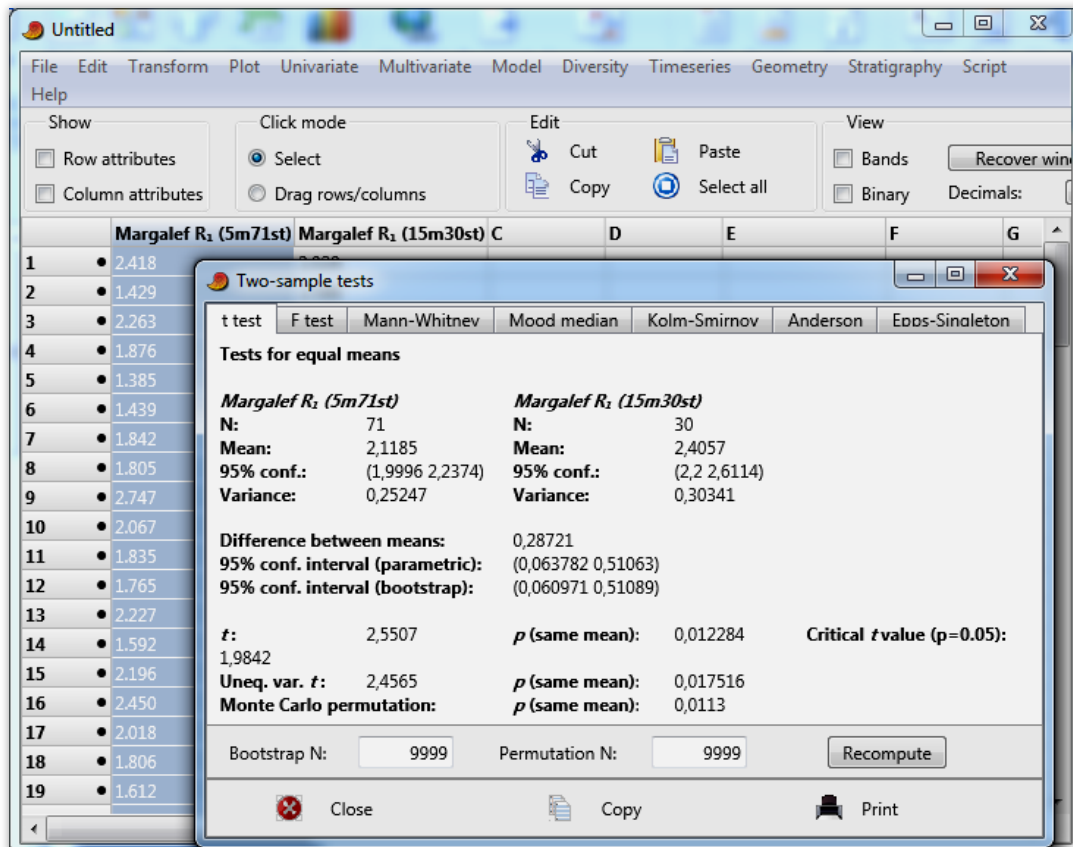 Untitled
File Edit Transform Plot Univariate Multivariate Model Diversity Timeseries Geometry Stratigraphy Script
Help
Show Click mode Edit View
Row attributes Select Cut Paste Bands Recover win
Column attributes Drag rows/columns Copy Select all Binary Decimals:
Margalef R₁ (5m71st) Margalef R₁ (15m30st) C D E F G
1 • 2.418
2 • 1.429
3 • 2.263
4 • 1.876
5 • 1.385
6 • 1.439
7 • 1.842
8 • 1.805
9 • 2.747
10 • 2.067
11 • 1.835
12 • 1.765
13 • 2.227
14 • 1.592
15 • 2.196
16 • 2.450
17 • 2.018
18 • 1.806
19 • 1.612
Two-sample tests
t test F test Mann-Whitney Mood median Kolm-Smirnov Anderson Epps-Singleton
Tests for equal means
Margalef R₁ (5m71st) Margalef R₁ (15m30st)
N: 71 N: 30
Mean: 2,1185 Mean: 2,4057
95% conf.: (1,9996 2,2374) 95% conf.: (2,2 2,6114)
Variance: 0,25247 Variance: 0,30341
Difference between means: 0,28721
95% conf. interval (parametric): (0,063782 0,51063)
95% conf. interval (bootstrap): (0,060971 0,51089)
t: 2,5507 p (same mean): 0,012284 Critical t value (p=0.05):
1,9842
Uneq. var. t: 2,4565 p (same mean): 0,017516
Monte Carlo permutation: p (same mean): 0,0113
Bootstrap N: 9999 Permutation N: 9999 Recompute
Close Copy Print